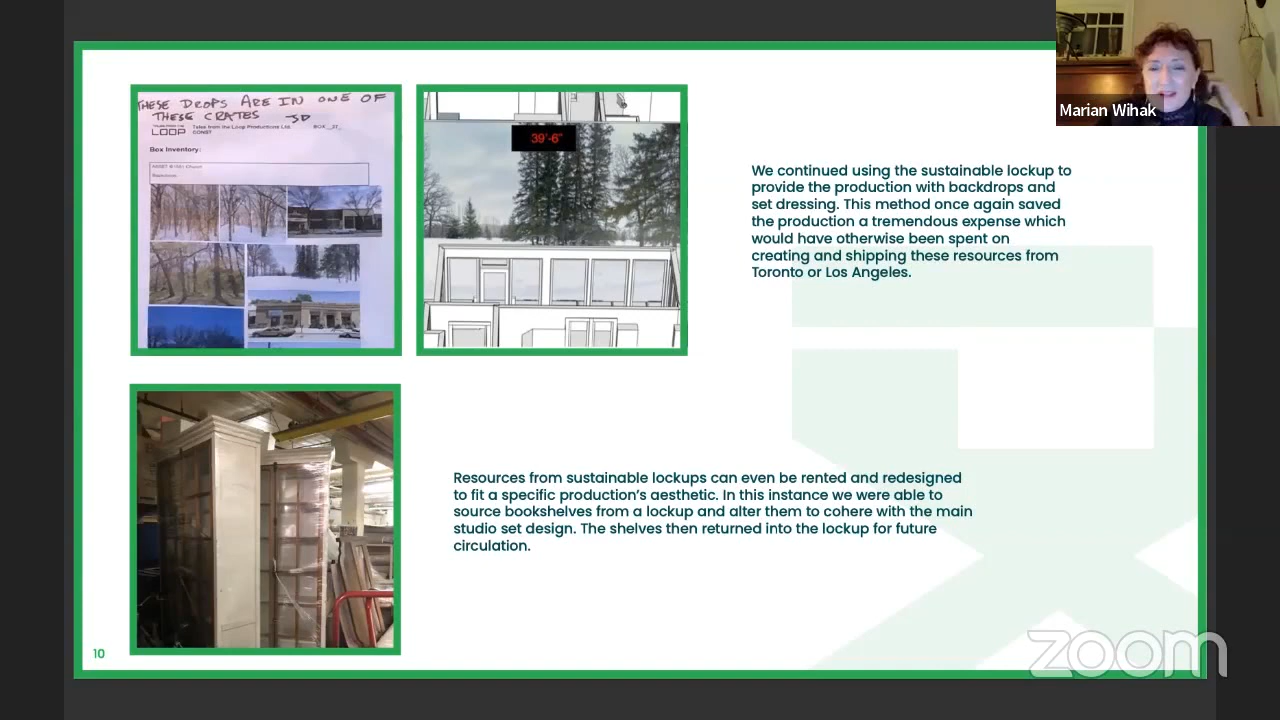 THESE DROPS ARE IN ONE OF
THESE CRATES -JD
LOOP
Tales from the Loop Productions Ltd.
CONST
Box Inventory:
39'-6"
Marian Wihak
We continued using the sustainable lockup to
provide the production with backdrops and
set dressing. This method once again saved
the production a tremendous expense which
would have otherwise been spent on
creating and shipping these resources from
Toronto or Los Angeles.
Resources from sustainable lockups can even be rented and redesigned
to fit a specific production's aesthetic. In this instance we were able to
source bookshelves from a lockup and alter them to cohere with the main
studio set design. The shelves then returned into the lockup for future
circulation.
10
zoom